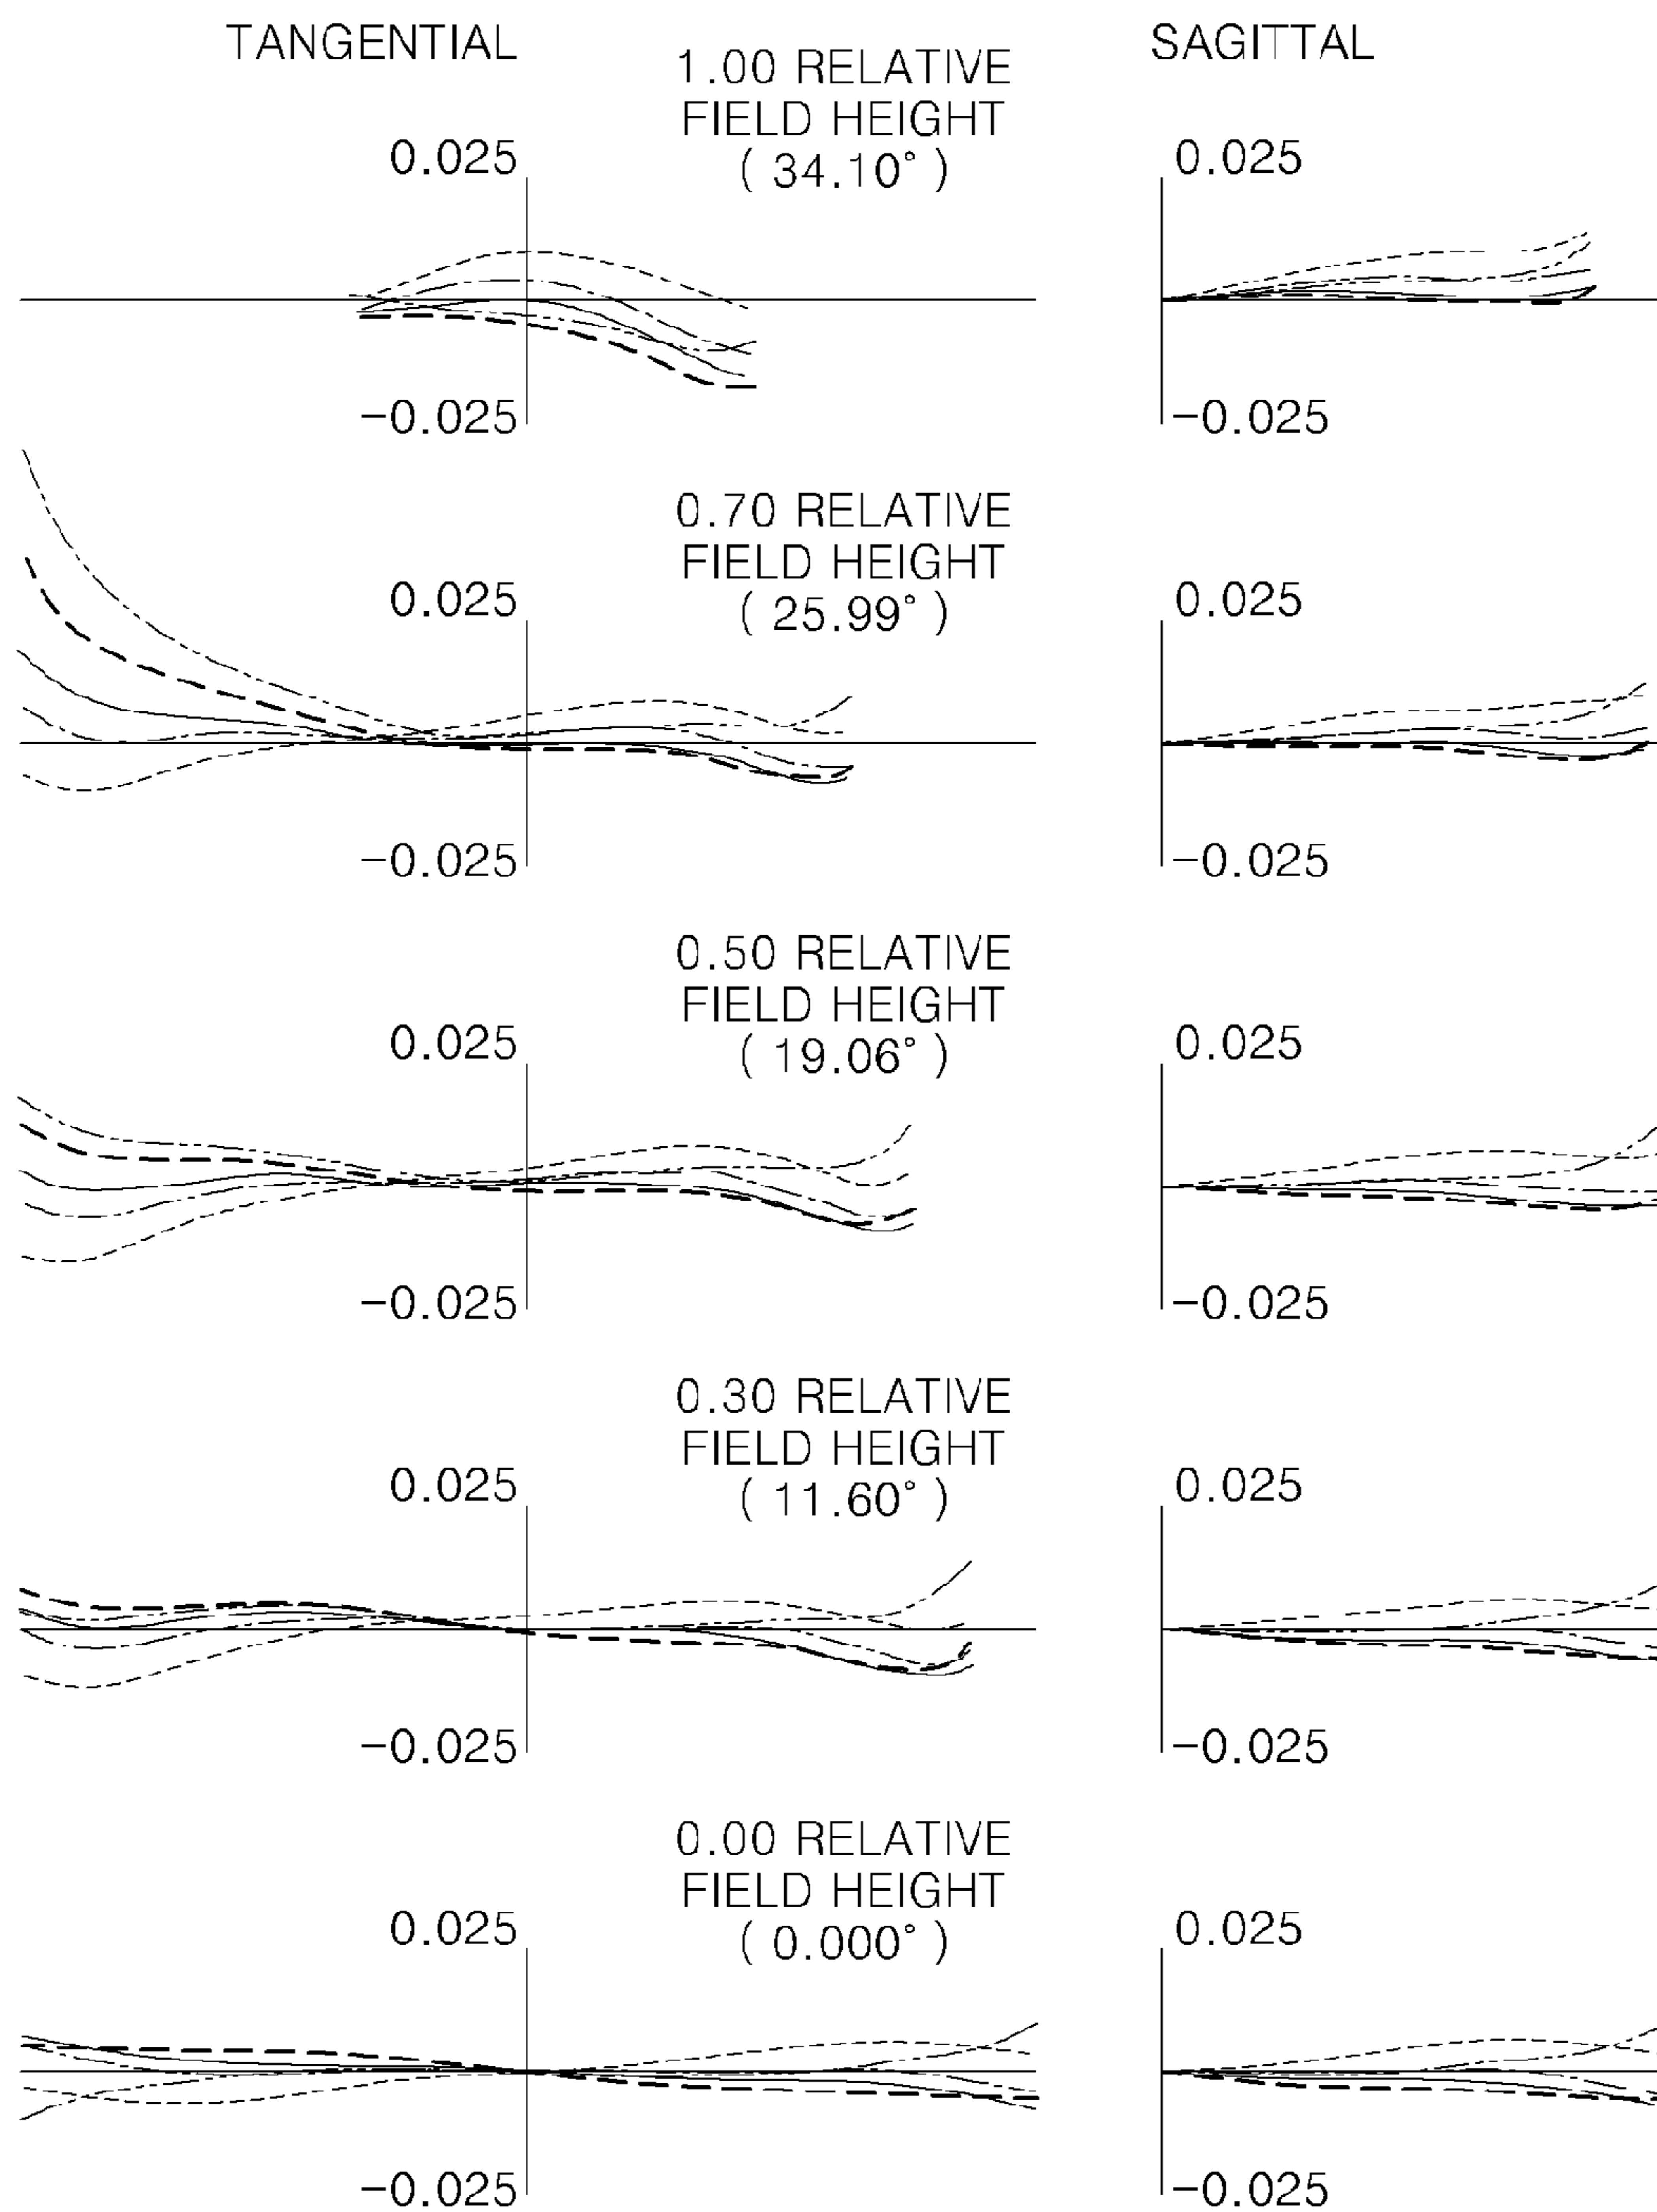 TANGENTIAL
SAGITTAL
1.00 RELATIVE
FIELD HEIGHT
( 34.10° )
0.025
0.025
−0.025
−0.025
0.70 RELATIVE
FIELD HEIGHT
( 25.99° )
0.025
0.025
−0.025
−0.025
0.50 RELATIVE
FIELD HEIGHT
( 19.06° )
0.025
0.025
−0.025
−0.025
0.30 RELATIVE
FIELD HEIGHT
( 11.60° )
0.025
0.025
−0.025
−0.025
0.00 RELATIVE
FIELD HEIGHT
( 0.000° )
0.025
0.025
−0.025
−0.025